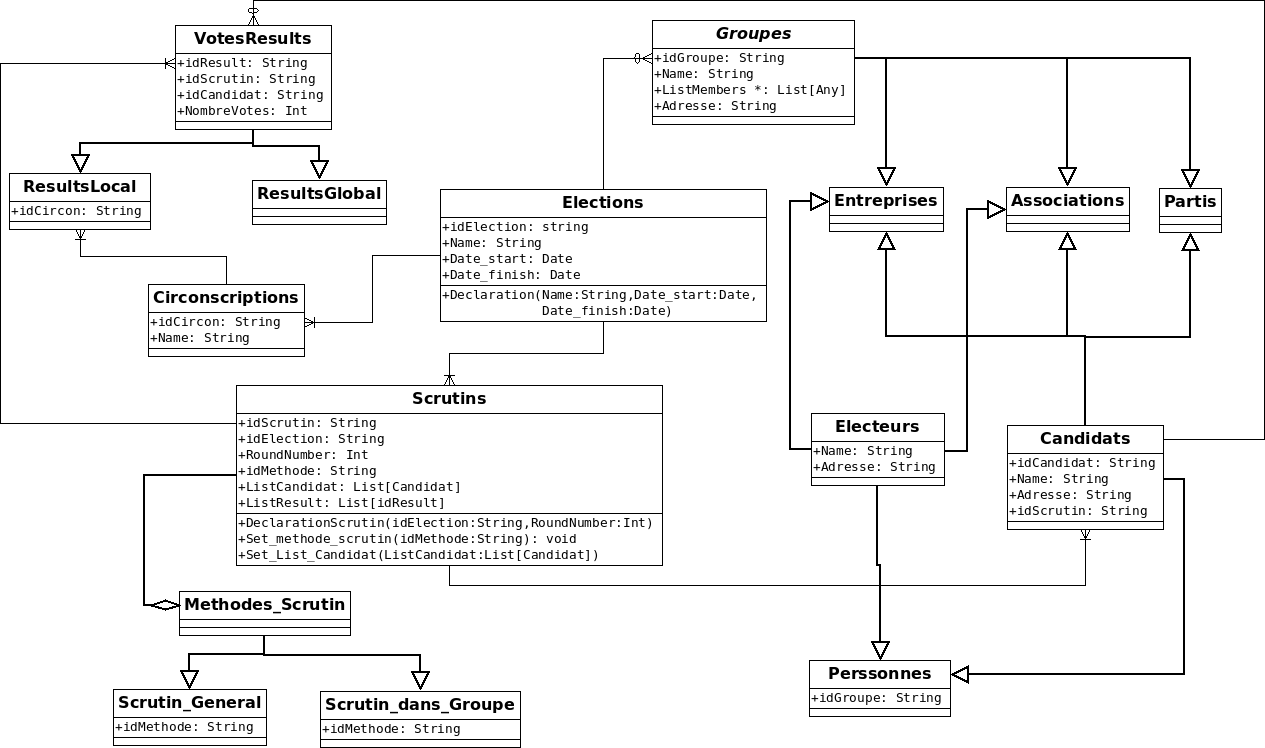 VotesResults
+idResult: String
+idScrutin: String
+idCandidat: String
+NombreVotes: Int
Groupes
+idGroupe: String
+Name: String
+ListMembers *: List[Any]
+Adresse: String
ResultsLocal
+idCircon: String
ResultsGlobal
Elections
+idElection: string
+Name: String
+Date_start: Date
+Date_finish: Date
+Declaration(Name:String,Date_start:Date,
Date_finish:Date)
Entreprises
Associations
Partis
Circonscriptions
+idCircon: String
+Name: String
Scrutins
+idScrutin: String
+idElection: String
+RoundNumber: Int
+idMethode: String
+ListCandidat: List[Candidat]
+ListResult: List[idResult]
+DeclarationScrutin(idElection:String,RoundNumber:Int)
+Set_methode_scrutin(idMethode:String): void
+Set_List_Candidat(ListCandidat:List[Candidat])
Electeurs
+Name: String
+Adresse: String
Candidats
+idCandidat: String
+Name: String
+Adresse: String
+idScrutin: String
Methodes_Scrutin
Scrutin_General
+idMethode: String
Scrutin_dans_Groupe
+idMethode: String
Perssonnes
+idGroupe: String